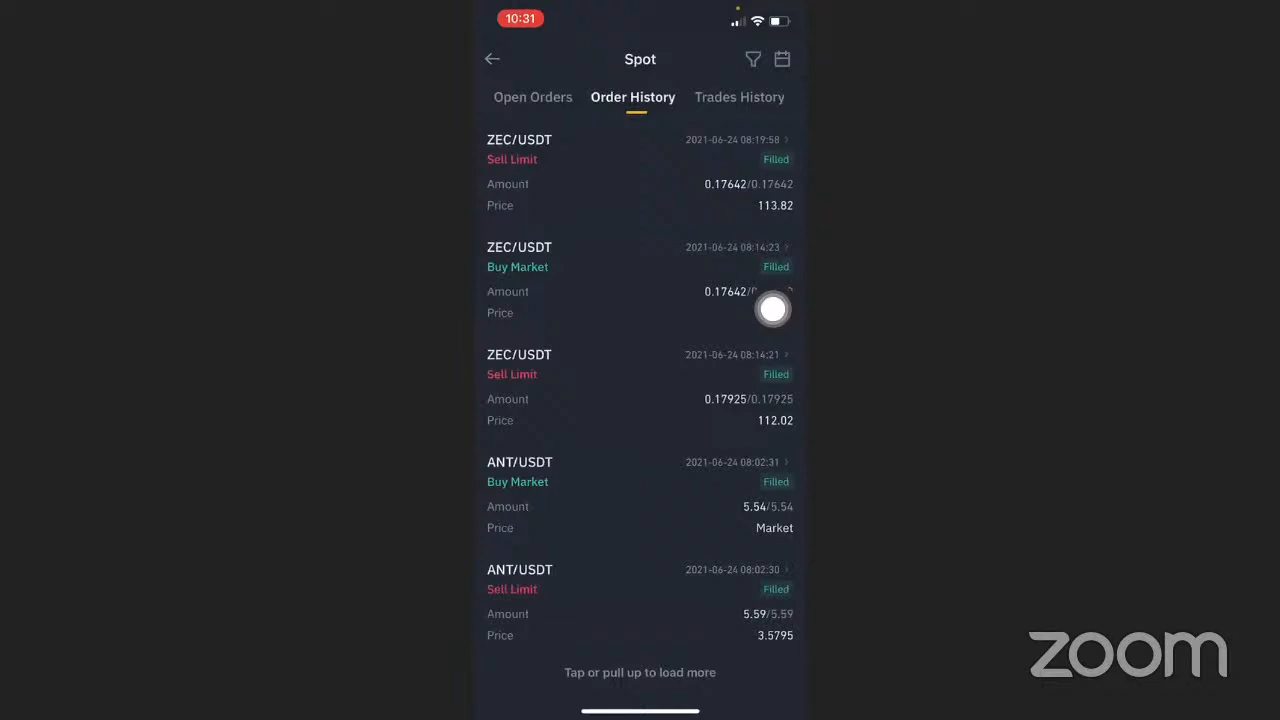 10:31
Spot
Open Orders Order History Trades History
ZEC/USDT 2021-06-24 08:19:58
Sell Limit Filled
Amount 0.17642/0.17642
Price 113.82
ZEC/USDT 2021-06-24 08:14:23
Buy Market Filled
Amount 0.17642/
Price
ZEC/USDT 2021-06-24 08:14:21
Sell Limit Filled
Amount 0.17925/0.17925
Price 112.02
ANT/USDT 2021-06-24 08:02:31
Buy Market Filled
Amount 5.54/5.54
Price Market
ANT/USDT 2021-06-24 08:02:30
Sell Limit Filled
Amount 5.59/5.59
Price 3.5795
Tap or pull up to load more
zoom